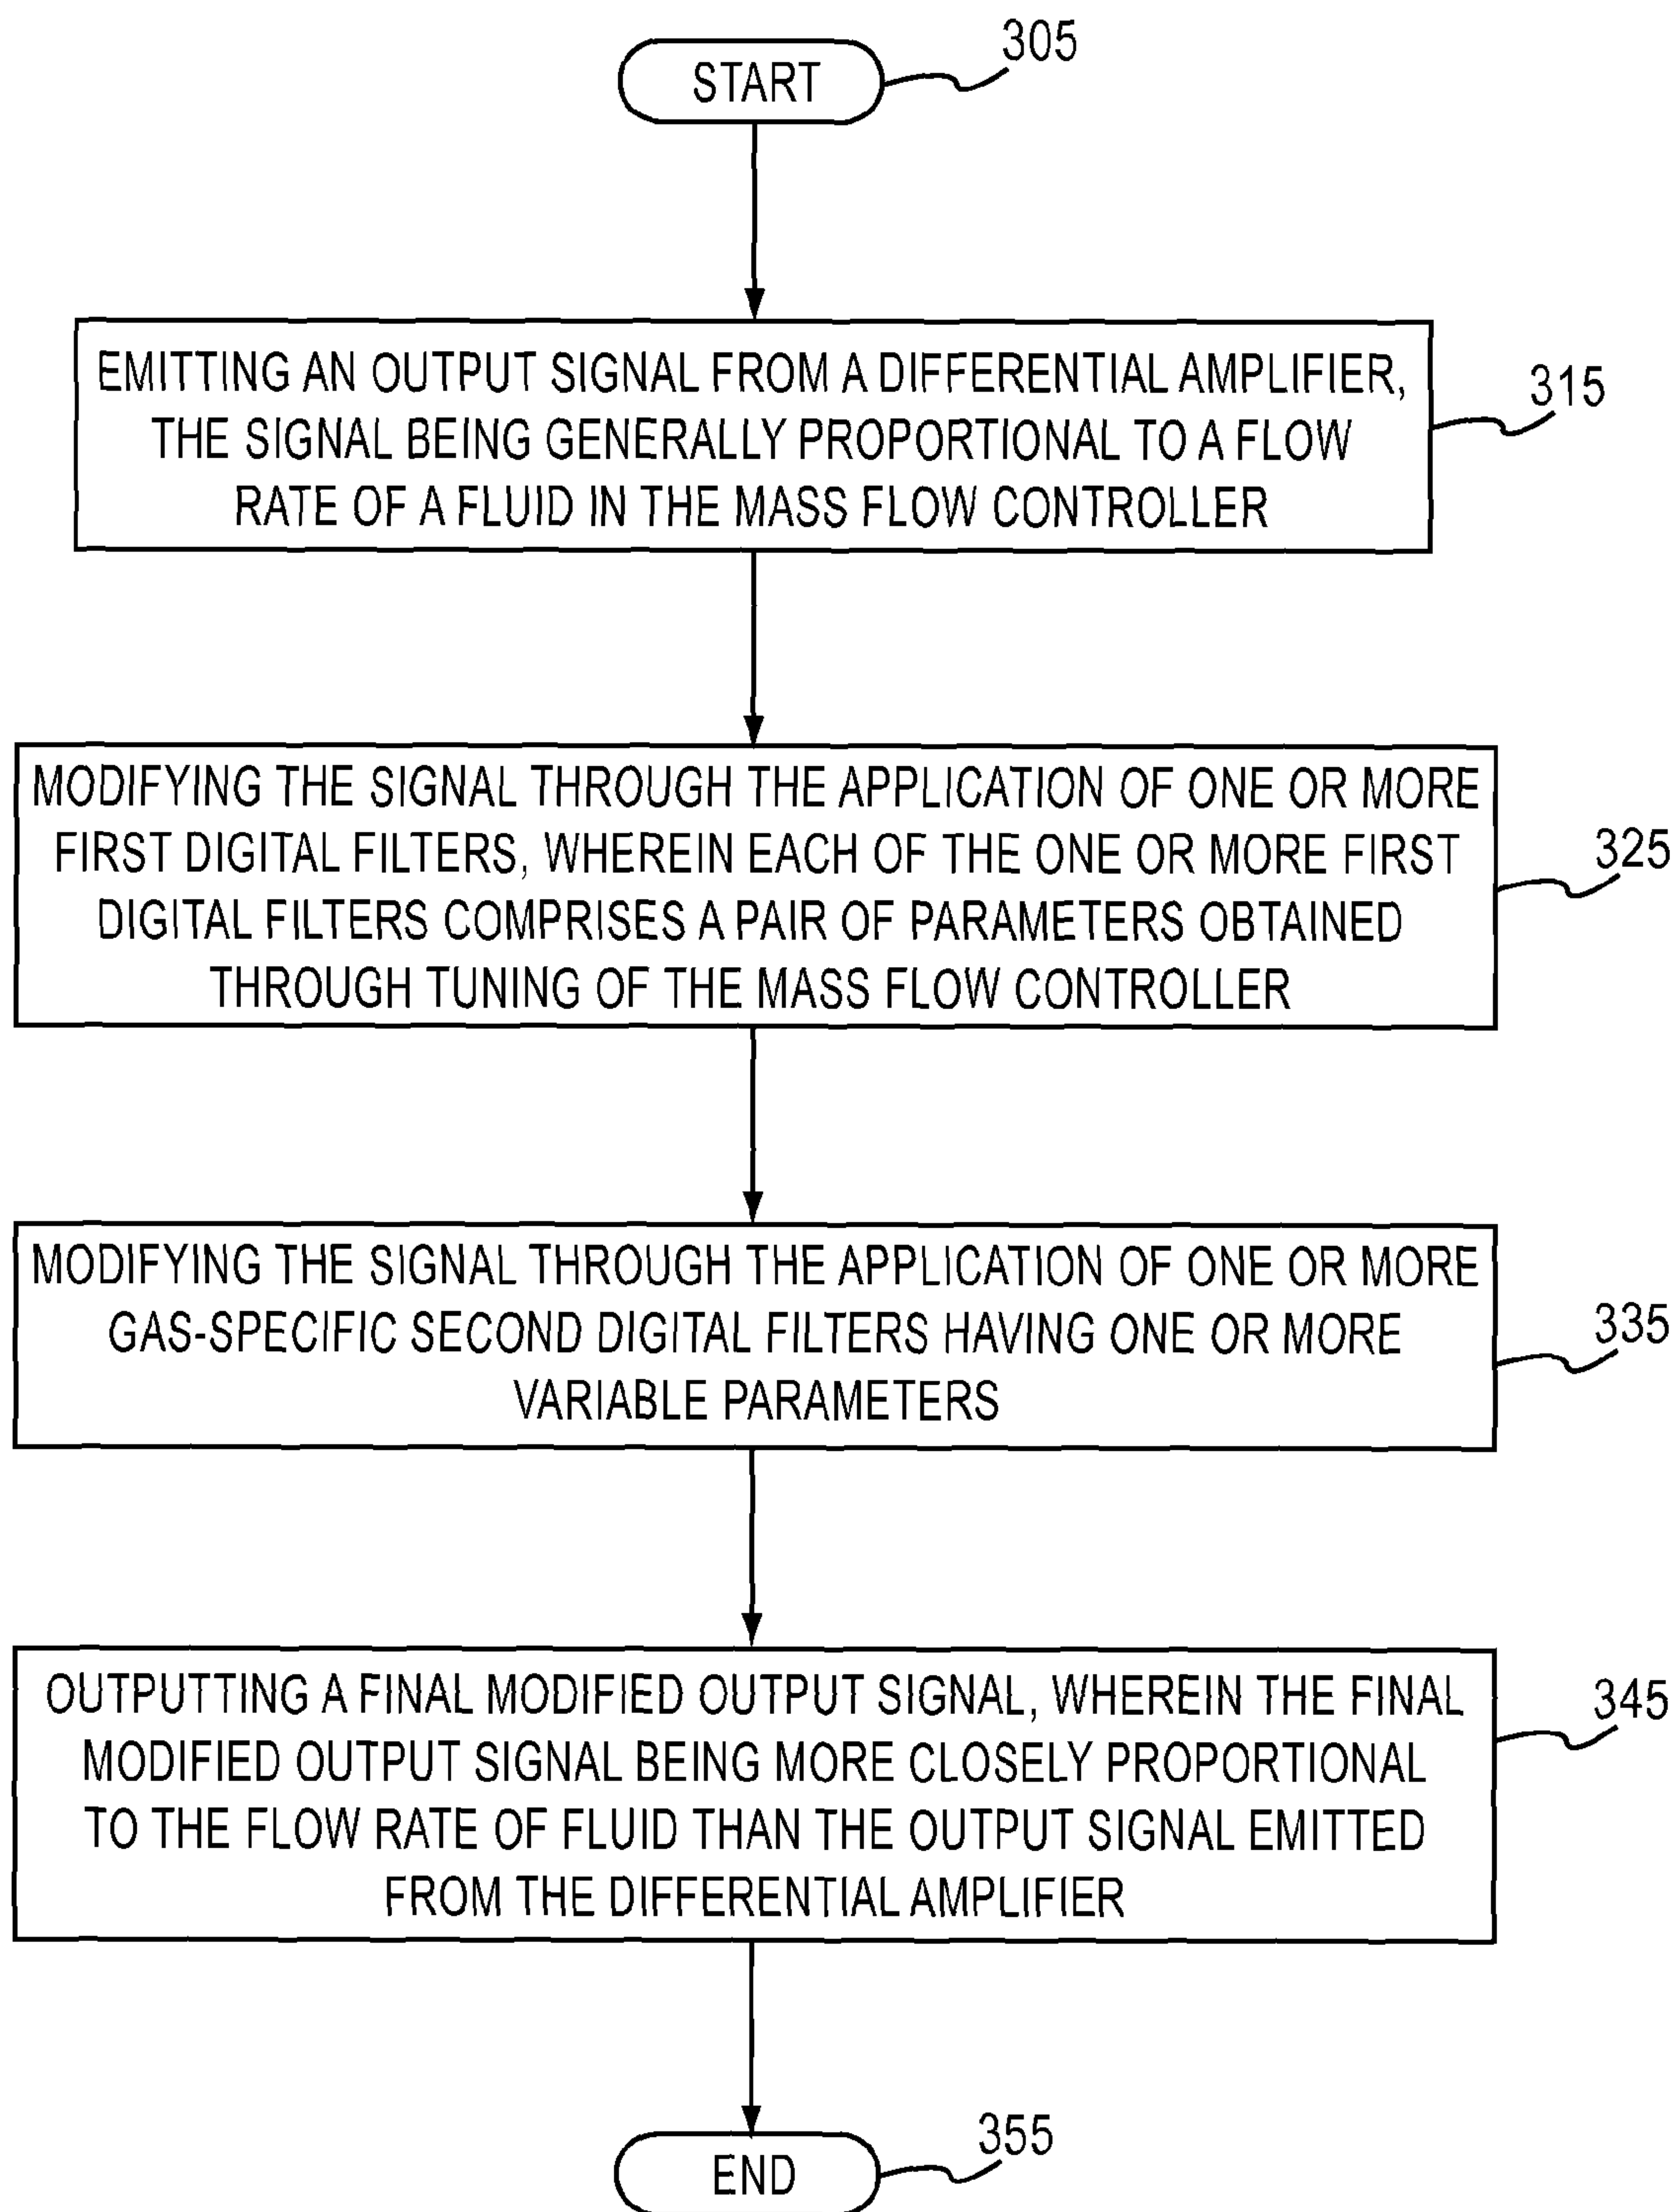 START
305
EMITTING AN OUTPUT SIGNAL FROM A DIFFERENTIAL AMPLIFIER,
THE SIGNAL BEING GENERALLY PROPORTIONAL TO A FLOW
RATE OF A FLUID IN THE MASS FLOW CONTROLLER
315
MODIFYING THE SIGNAL THROUGH THE APPLICATION OF ONE OR MORE
FIRST DIGITAL FILTERS, WHEREIN EACH OF THE ONE OR MORE FIRST
DIGITAL FILTERS COMPRISES A PAIR OF PARAMETERS OBTAINED
THROUGH TUNING OF THE MASS FLOW CONTROLLER
325
MODIFYING THE SIGNAL THROUGH THE APPLICATION OF ONE OR MORE
GAS-SPECIFIC SECOND DIGITAL FILTERS HAVING ONE OR MORE
VARIABLE PARAMETERS
335
OUTPUTTING A FINAL MODIFIED OUTPUT SIGNAL, WHEREIN THE FINAL
MODIFIED OUTPUT SIGNAL BEING MORE CLOSELY PROPORTIONAL
TO THE FLOW RATE OF FLUID THAN THE OUTPUT SIGNAL EMITTED
FROM THE DIFFERENTIAL AMPLIFIER
345
END
355